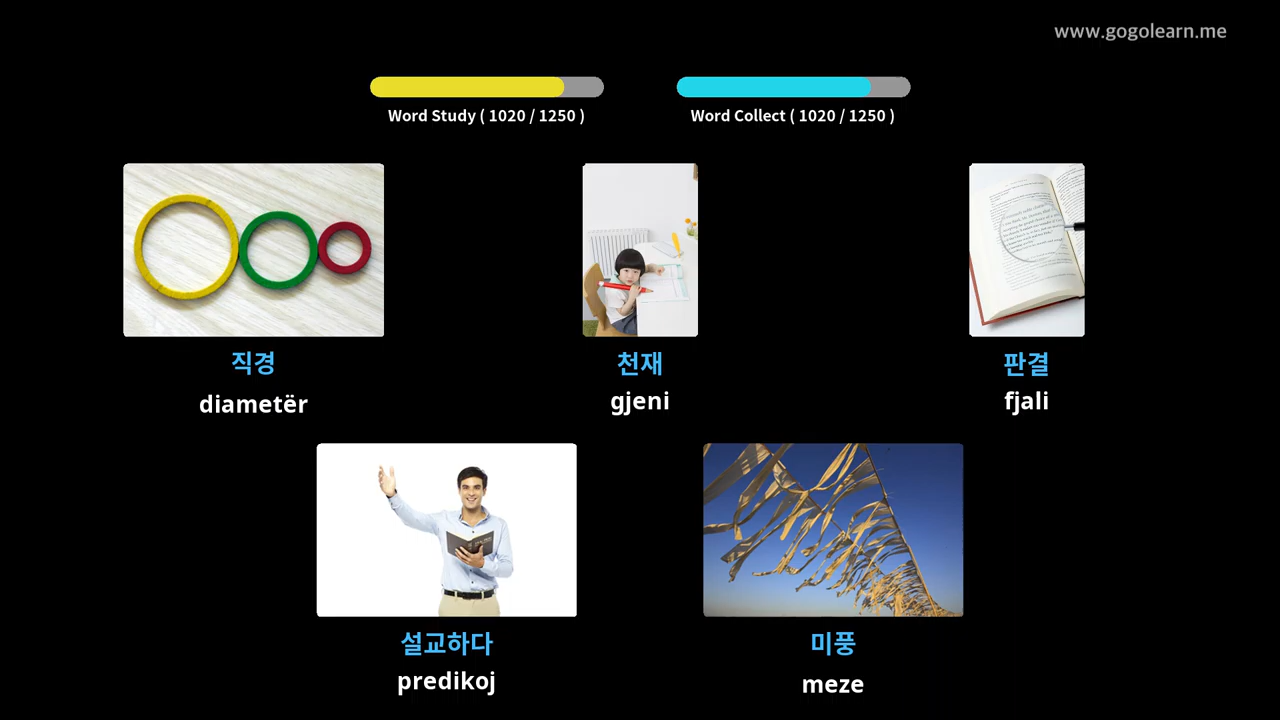 www.gogolearn.me
Word Study ( 1020 / 1250 )
Word Collect ( 1020 / 1250 )
직경
diametër
천재
gjeni
판결
fjali
설교하다
predikoj
미풍
meze